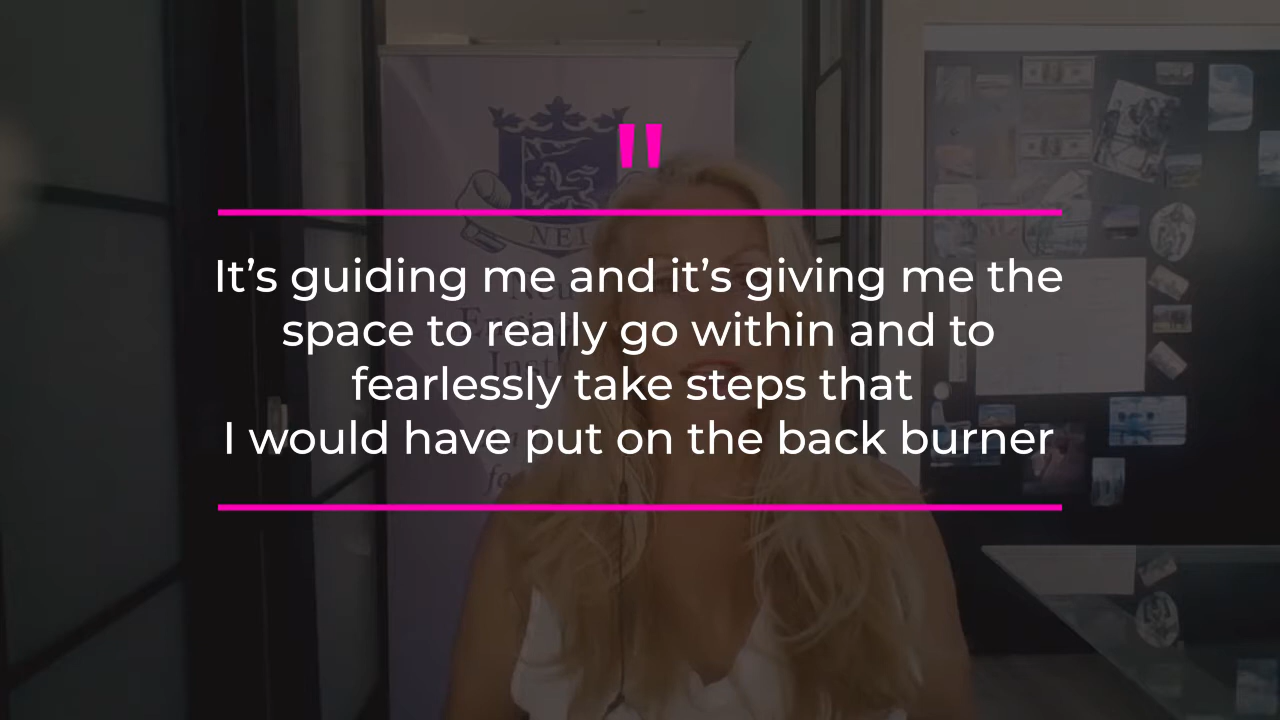 "
NEI
It’s guiding me and it’s giving me the
space to really go within and to
fearlessly take steps that
I would have put on the back burner